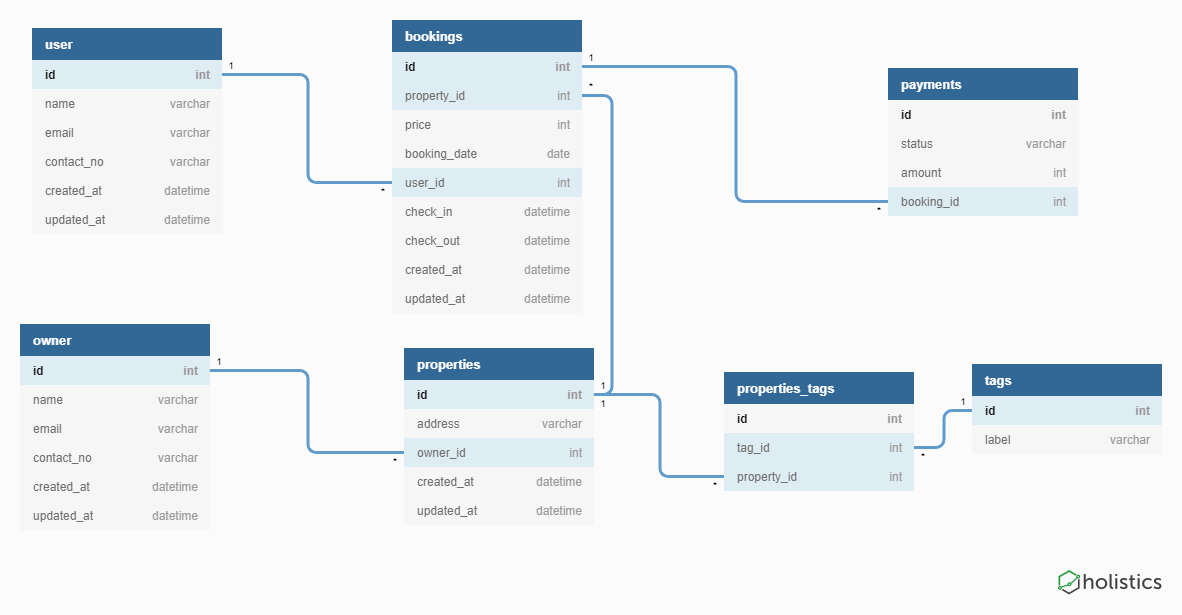 user
id int
name varchar
email varchar
contact_no varchar
created_at datetime
updated_at datetime
1
*
bookings
id int
property_id int
price int
booking_date date
user_id int
check_in datetime
check_out datetime
created_at datetime
updated_at datetime
1
*
payments
id int
status varchar
amount int
booking_id int
*
owner
id int
name varchar
email varchar
contact_no varchar
created_at datetime
updated_at datetime
1
*
properties
id int
address varchar
owner_id int
created_at datetime
updated_at datetime
1
1
*
properties_tags
id int
tag_id int
property_id int
*
1
tags
id int
label varchar
holistics